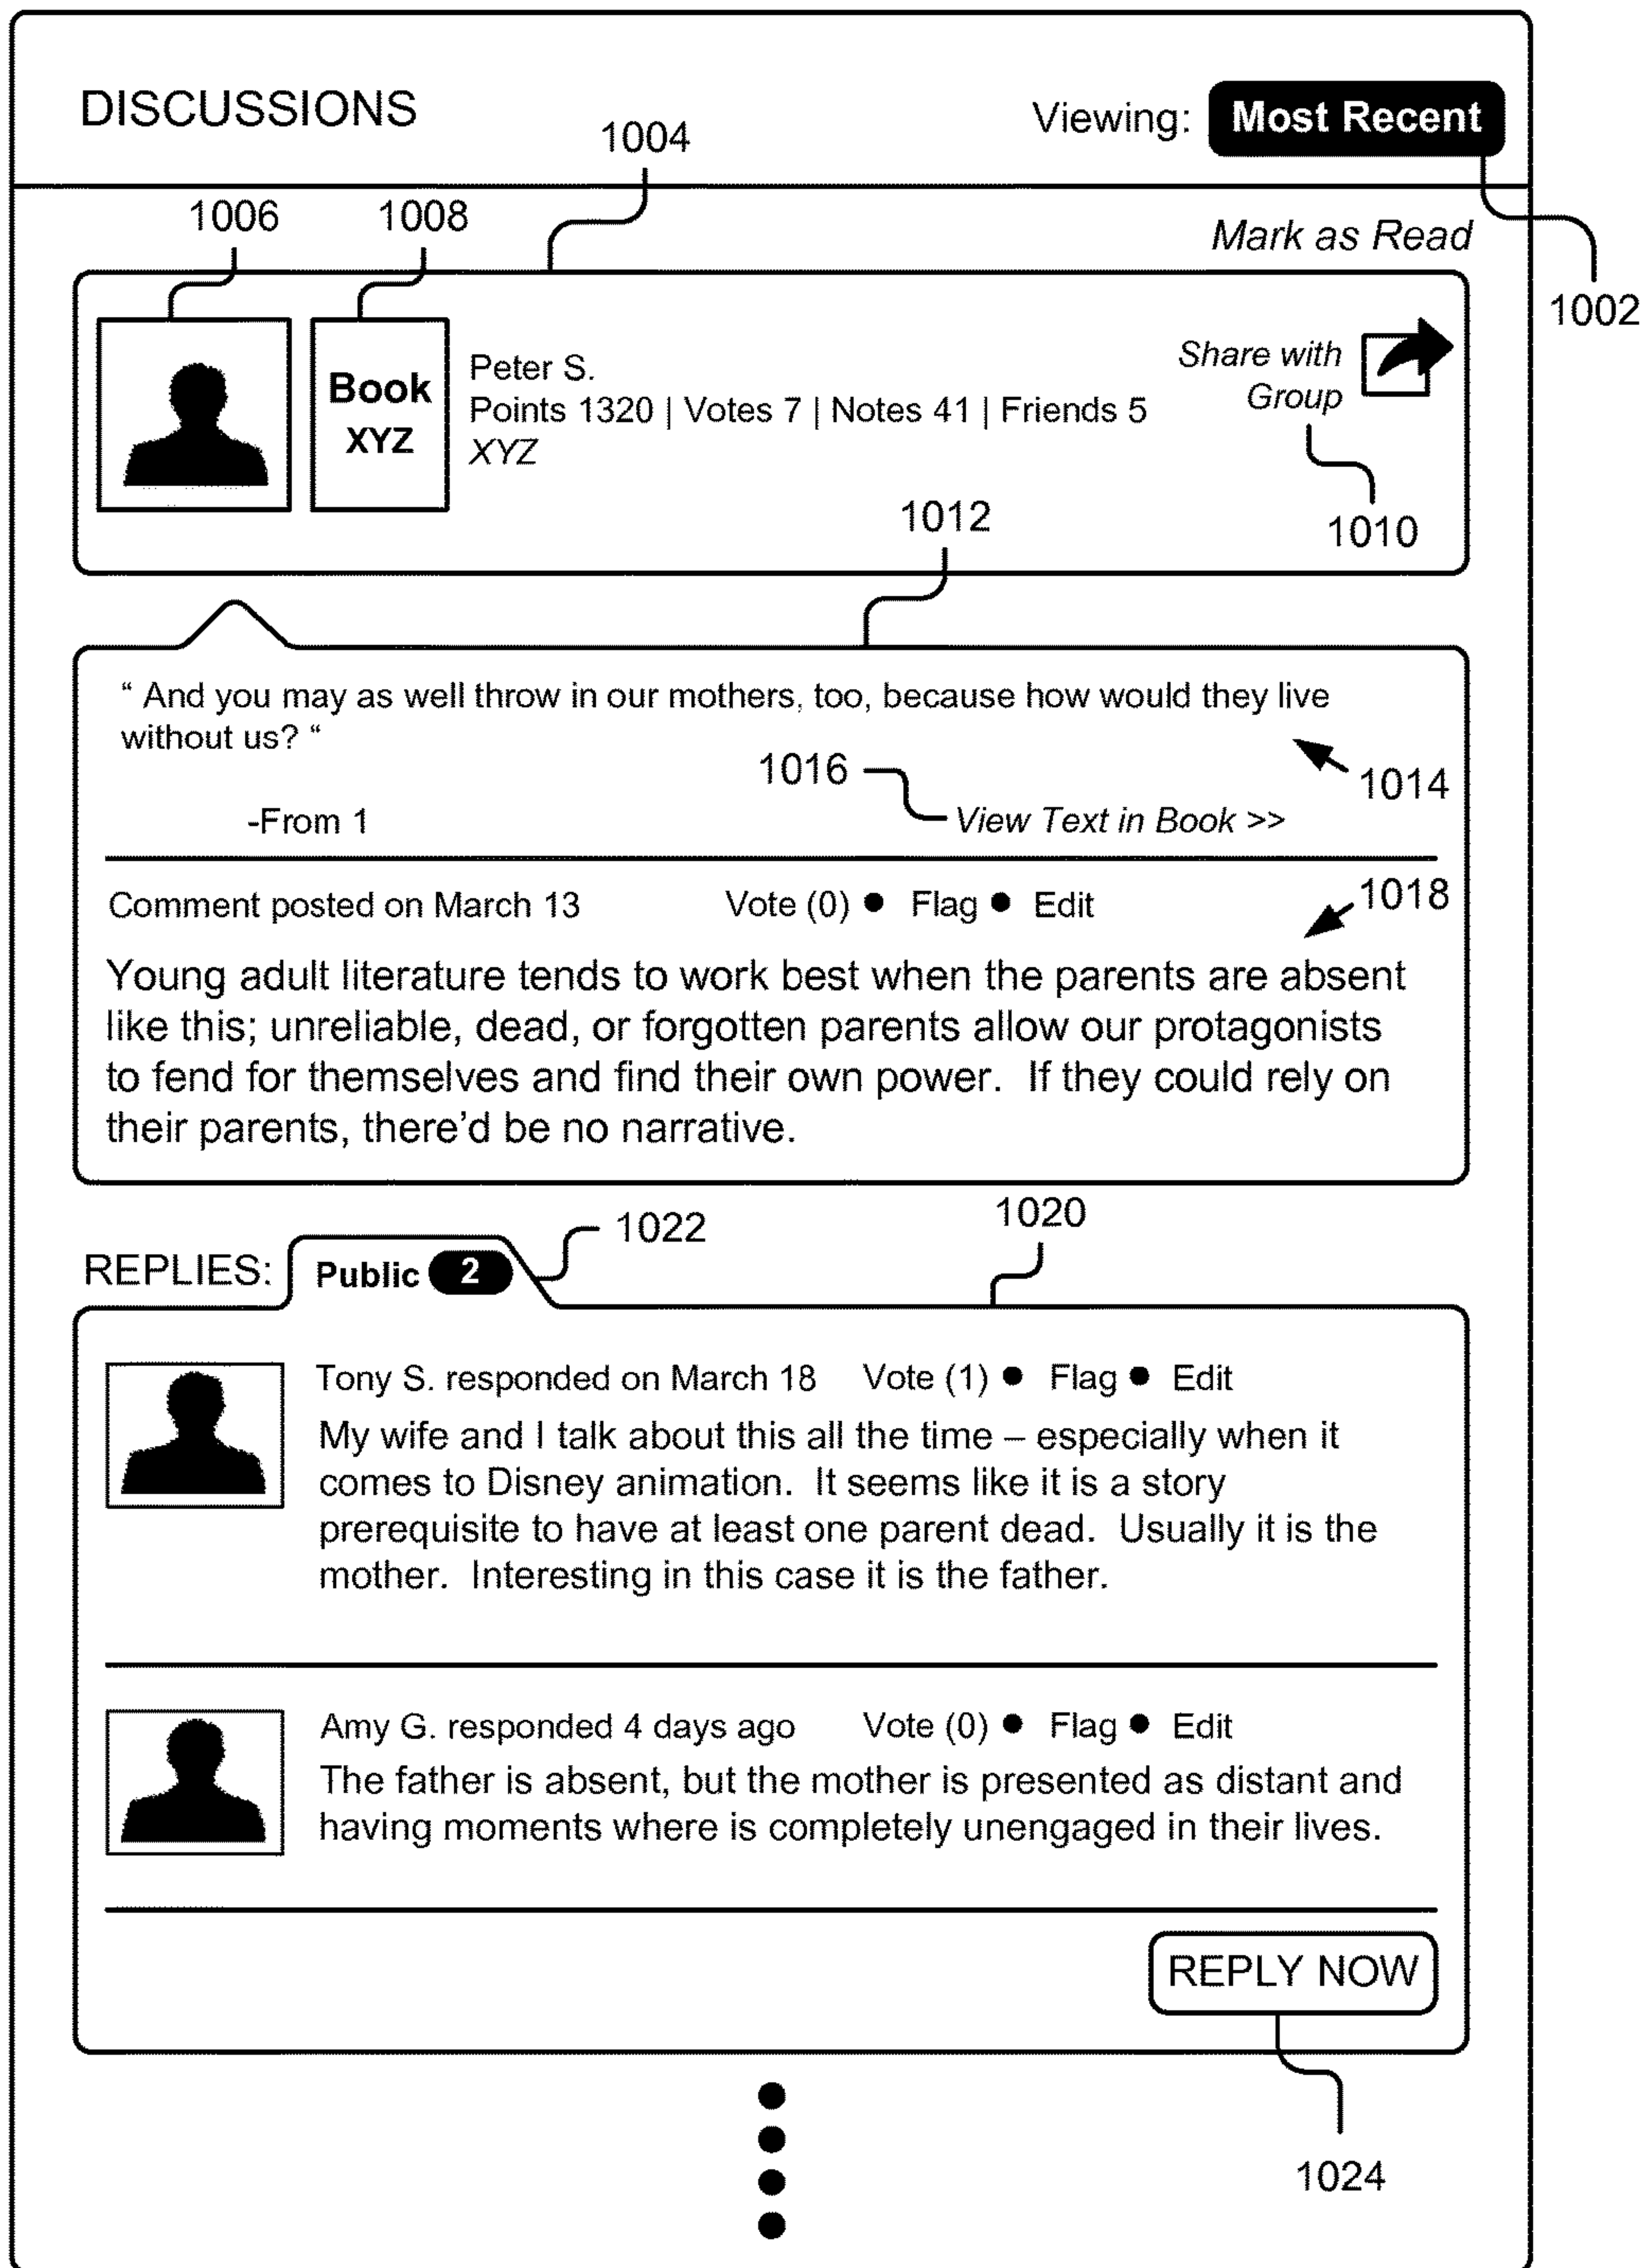 DISCUSSIONS
Viewing: Most Recent
1004
1006
1008
Mark as Read
1002
Book
XYZ
Peter S.
Points 1320 | Votes 7 | Notes 41 | Friends 5
XYZ
Share with
Group
1010
1012
“ And you may as well throw in our mothers, too, because how would they live
without us? “
1014
1016
-From 1
View Text in Book >>
Comment posted on March 13 Vote (0) ● Flag ● Edit
1018
Young adult literature tends to work best when the parents are absent
like this; unreliable, dead, or forgotten parents allow our protagonists
to fend for themselves and find their own power. If they could rely on
their parents, there’d be no narrative.
1020
1022
REPLIES: Public 2
Tony S. responded on March 18 Vote (1) ● Flag ● Edit
My wife and I talk about this all the time – especially when it
comes to Disney animation. It seems like it is a story
prerequisite to have at least one parent dead. Usually it is the
mother. Interesting in this case it is the father.
Amy G. responded 4 days ago Vote (0) ● Flag ● Edit
The father is absent, but the mother is presented as distant and
having moments where is completely unengaged in their lives.
REPLY NOW
1024